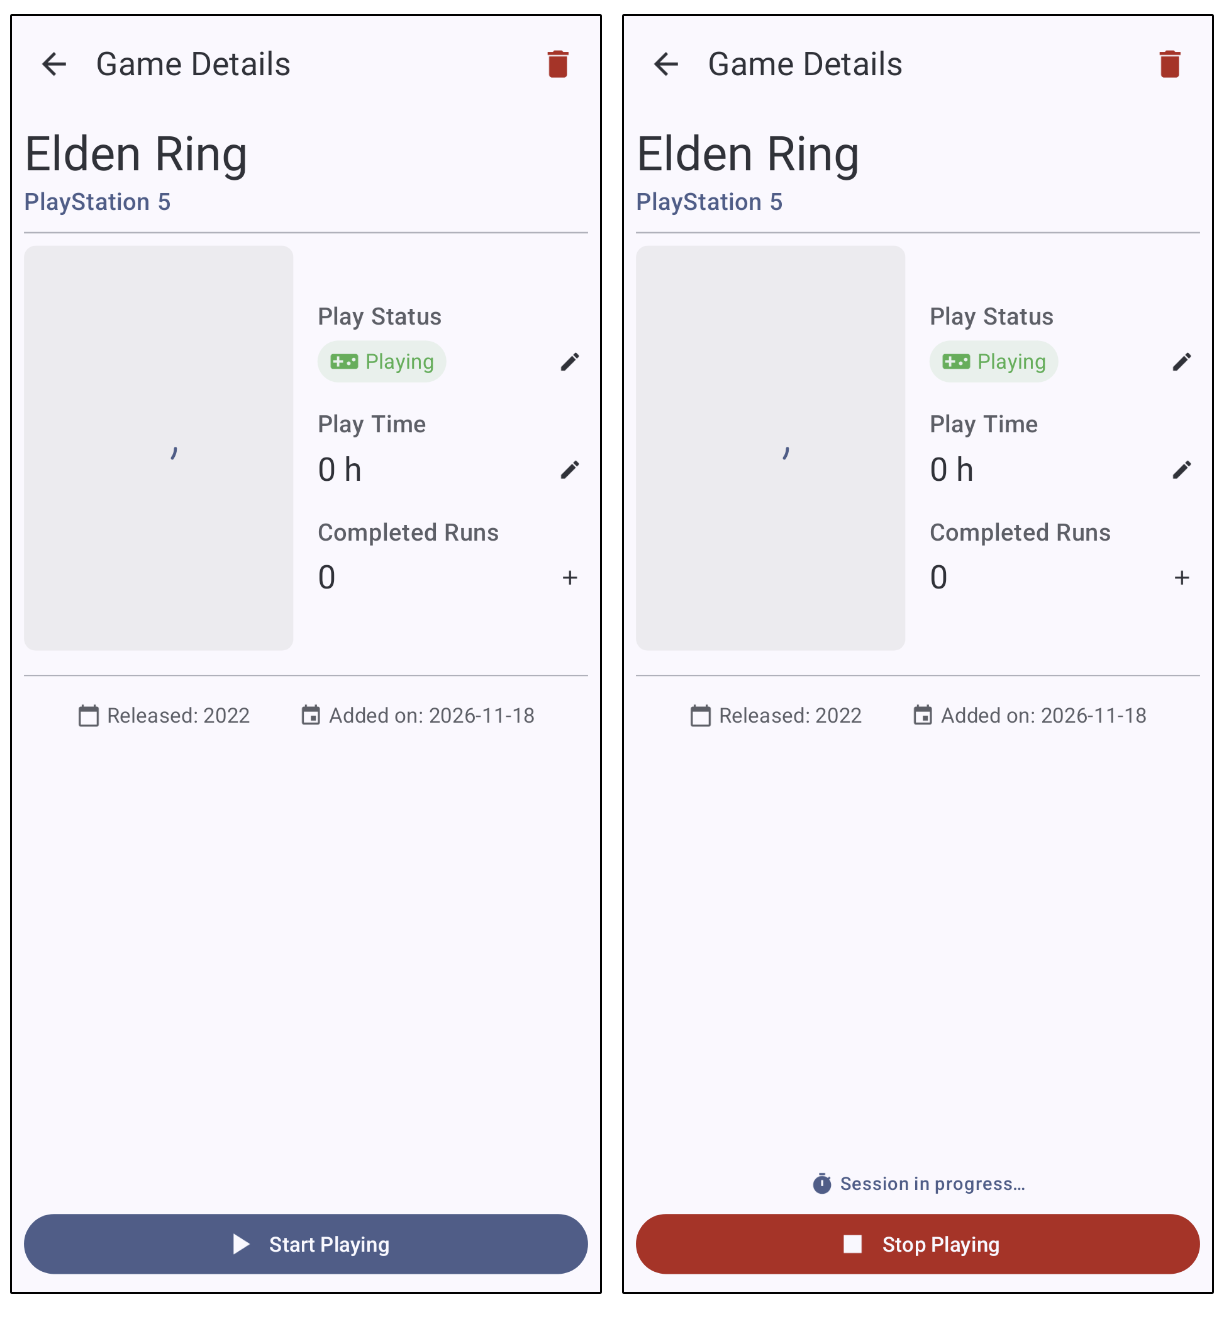 Game Details
Elden Ring
PlayStation 5
Play Status
Playing
Play Time
0 h
Completed Runs
0
Released: 2022
Added on: 2026-11-18
Start Playing
Game Details
Elden Ring
PlayStation 5
Play Status
Playing
Play Time
0 h
Completed Runs
0
Released: 2022
Added on: 2026-11-18
Session in progress…
Stop Playing